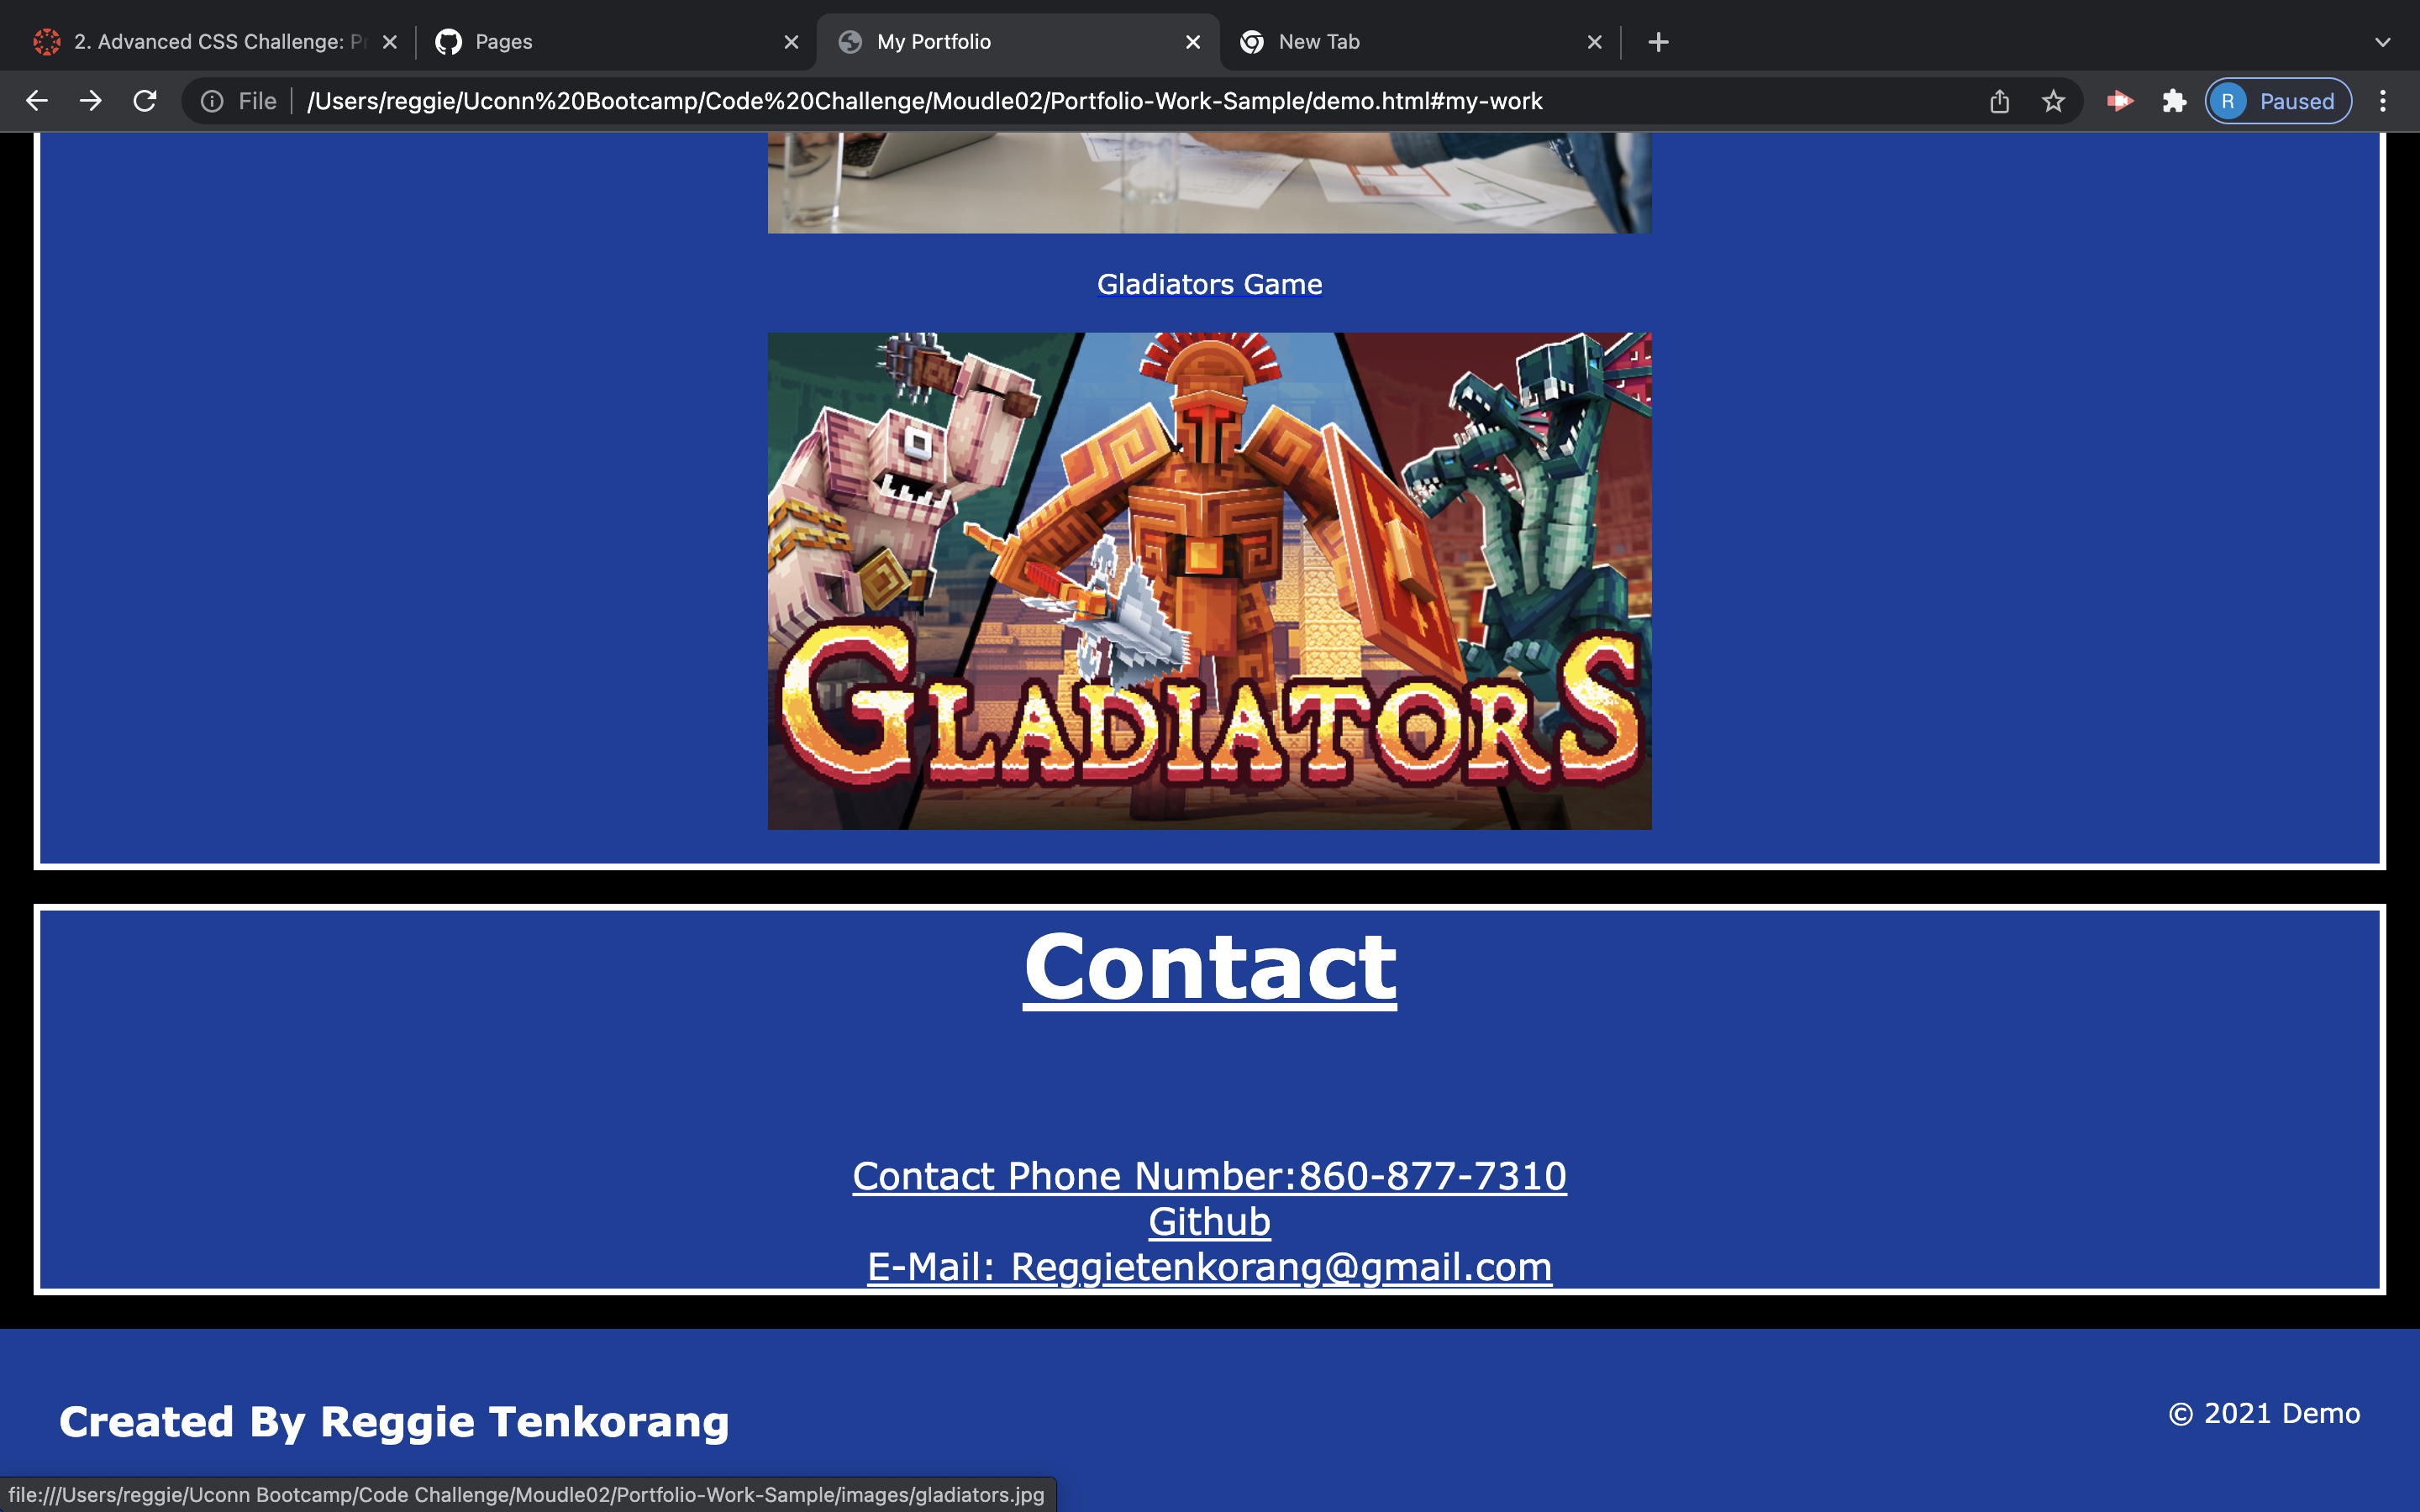 2. Advanced CSS Challenge: Pr
Pages
My Portfolio
New Tab
File
/Users/reggie/Uconn%20Bootcamp/Code%20Challenge/Moudle02/Portfolio-Work-Sample/demo.html#my-work
R
Paused
Gladiators Game
GLADIATORS
Contact
Contact Phone Number:860-877-7310
Github
E-Mail: Reggietenkorang@gmail.com
Created By Reggie Tenkorang
© 2021 Demo
file:///Users/reggie/Uconn Bootcamp/Code Challenge/Moudle02/Portfolio-Work-Sample/images/gladiators.jpg